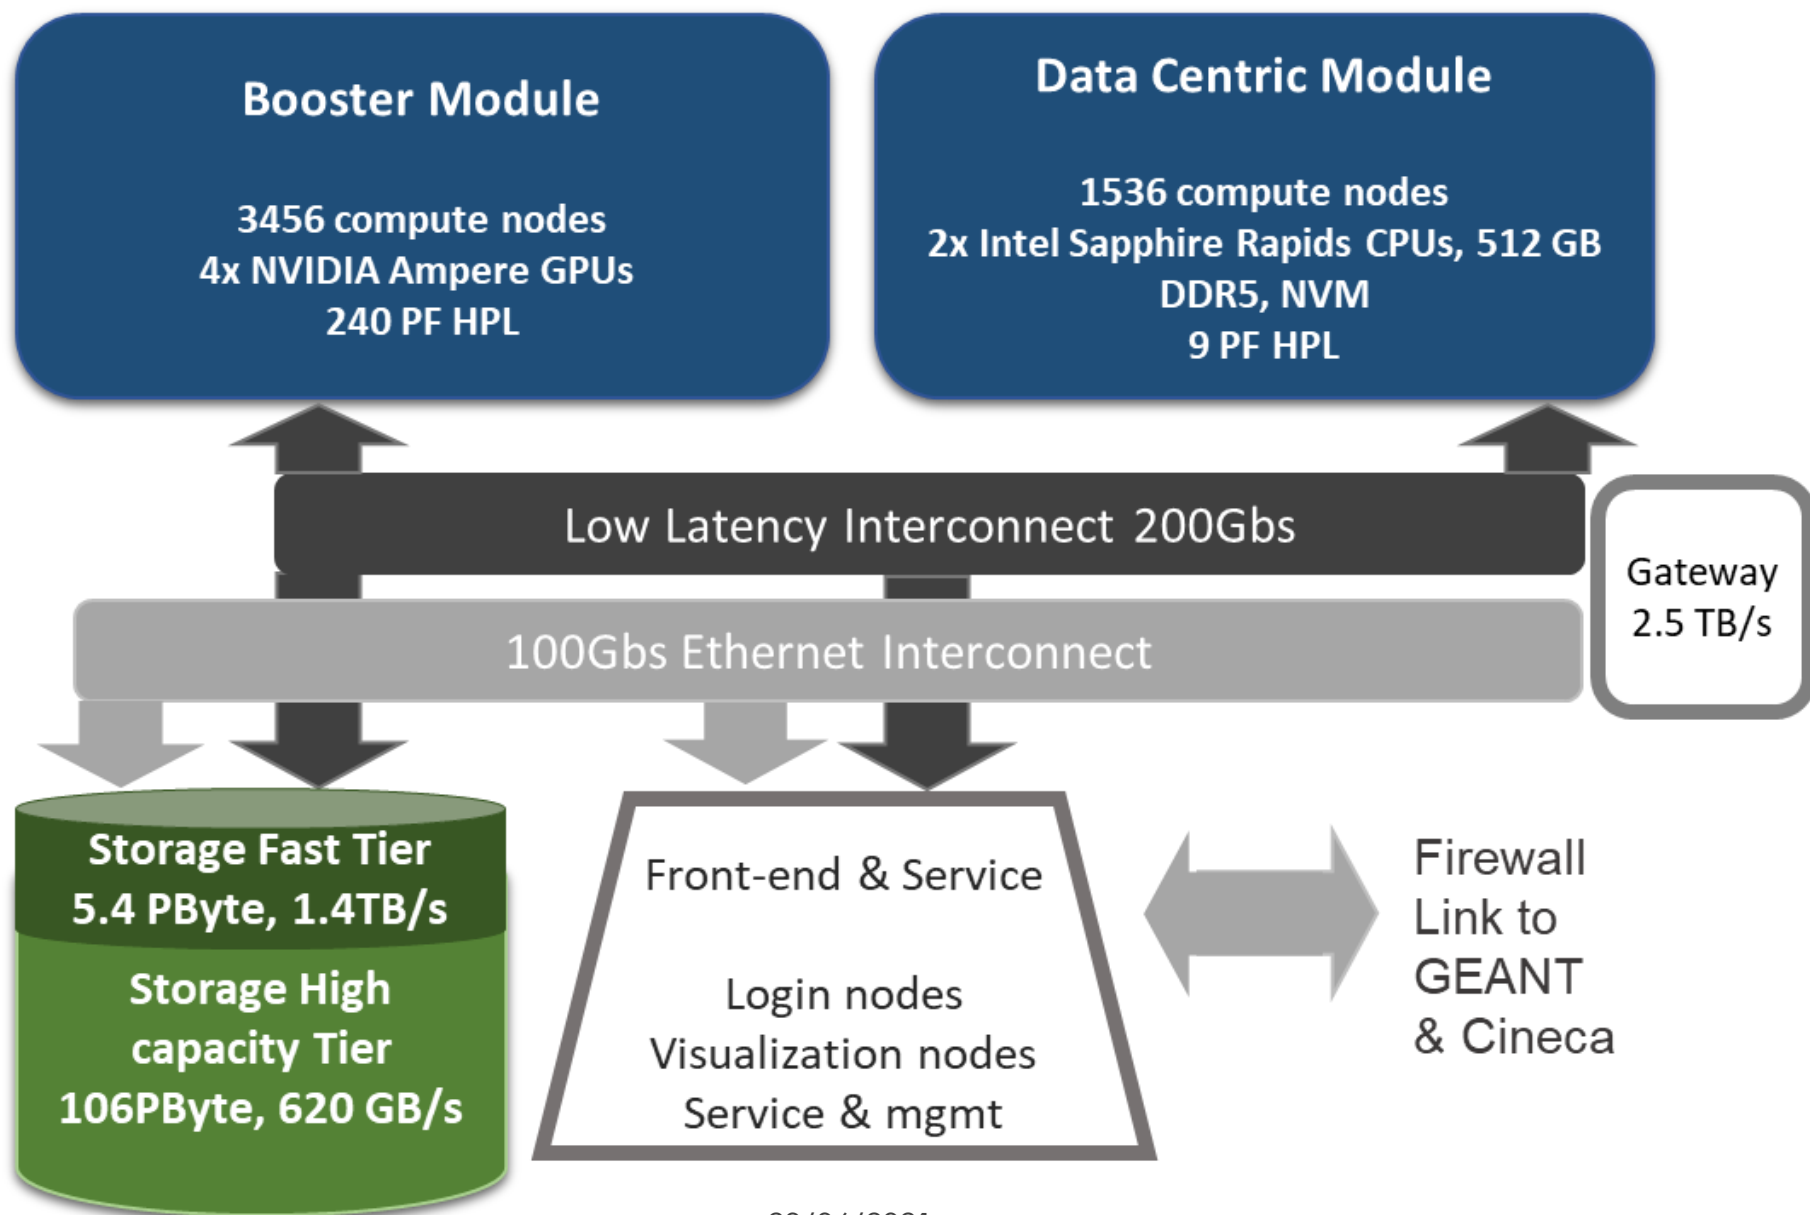 Booster Module
3456 compute nodes
4x NVIDIA Ampere GPUs
240 PF HPL
Data Centric Module
1536 compute nodes
2x Intel Sapphire Rapids CPUs, 512 GB
DDR5, NVM
9 PF HPL
Low Latency Interconnect 200Gbs
100Gbs Ethernet Interconnect
Gateway
2.5 TB/s
Storage Fast Tier
5.4 PByte, 1.4TB/s
Storage High
capacity Tier
106PByte, 620 GB/s
Front-end & Service
Login nodes
Visualization nodes
Service & mgmt
Firewall
Link to
GEANT
& Cineca